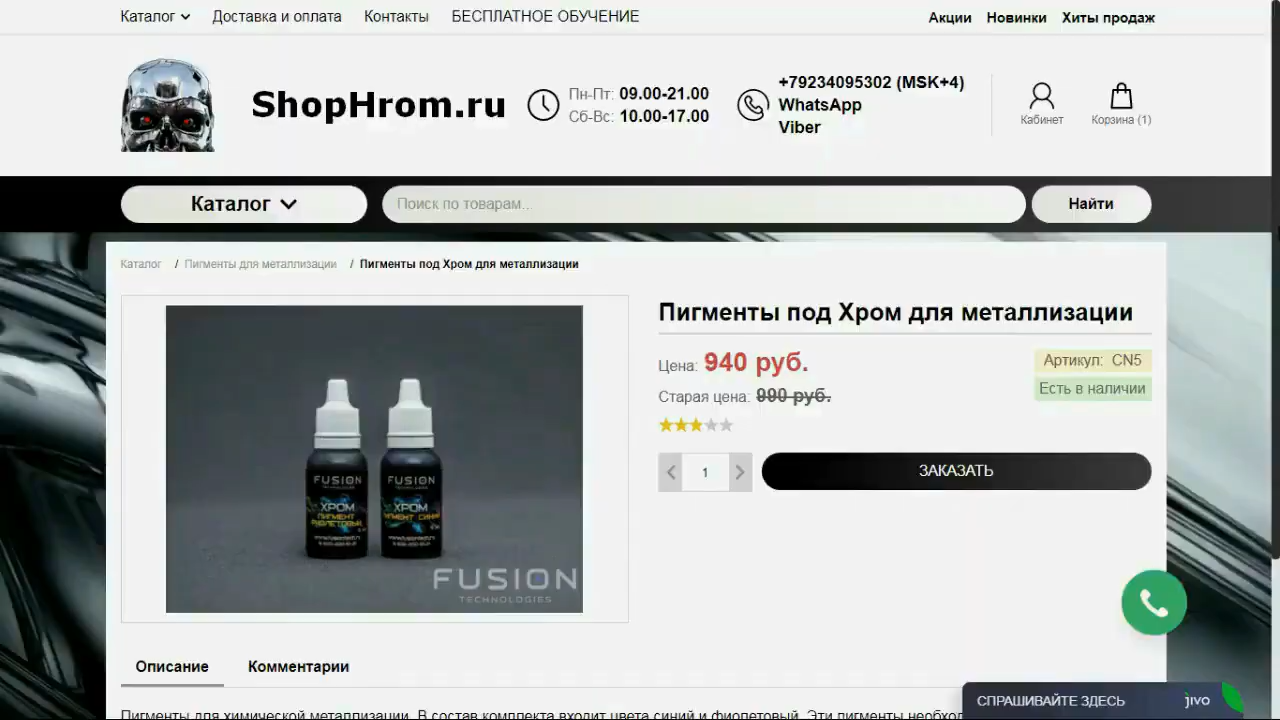 Каталог Доставка и оплата Контакты БЕСПЛАТНОЕ ОБУЧЕНИЕ Акции Новинки Хиты продаж
ShopHrom.ru
Пн-Пт: 09.00-21.00
Сб-Вс: 10.00-17.00
+79234095302 (MSK+4)
WhatsApp
Viber
Кабинет
Корзина (1)
Каталог Поиск по товарам... Найти
Каталог / Пигменты для металлизации / Пигменты под Хром для металлизации
Пигменты под Хром для металлизации
Цена: 940 руб.
Артикул: CN5
Старая цена: 990 руб.
Есть в наличии
1
ЗАКАЗАТЬ
FUSION FUSION
ХРОМ ХРОМ
ПИГМЕНТ ПИГМЕНТ СИНИЙ
FUSION
TECHNOLOGIES
Описание Комментарии
СПРАШИВАЙТЕ ЗДЕСЬ jivo
Пигменты для химической металлизации. В состав комплекта входит цвета синий и фиолетовый. Эти пигменты